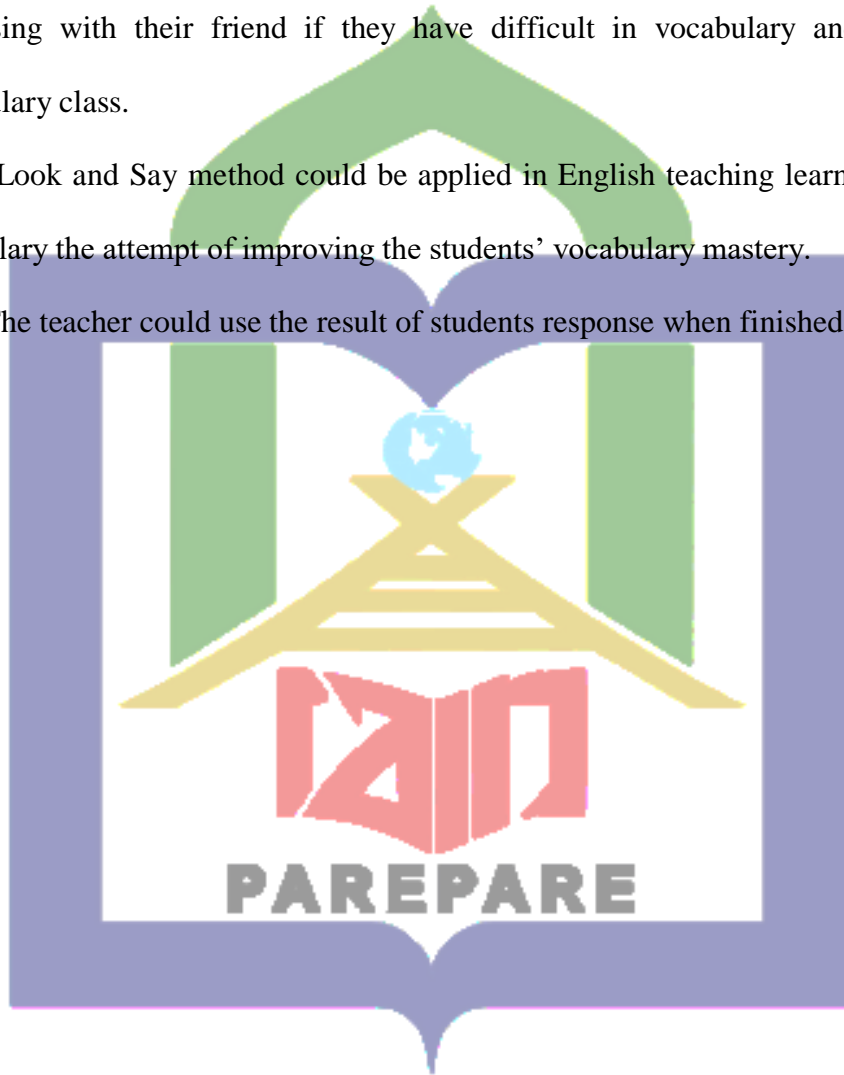 sing with their friend if they have difficult in vocabulary an
lary class.
Look and Say method could be applied in English teaching learn
lary the attempt of improving the students’ vocabulary mastery.
he teacher could use the result of students response when finished
iain
PAREPARE